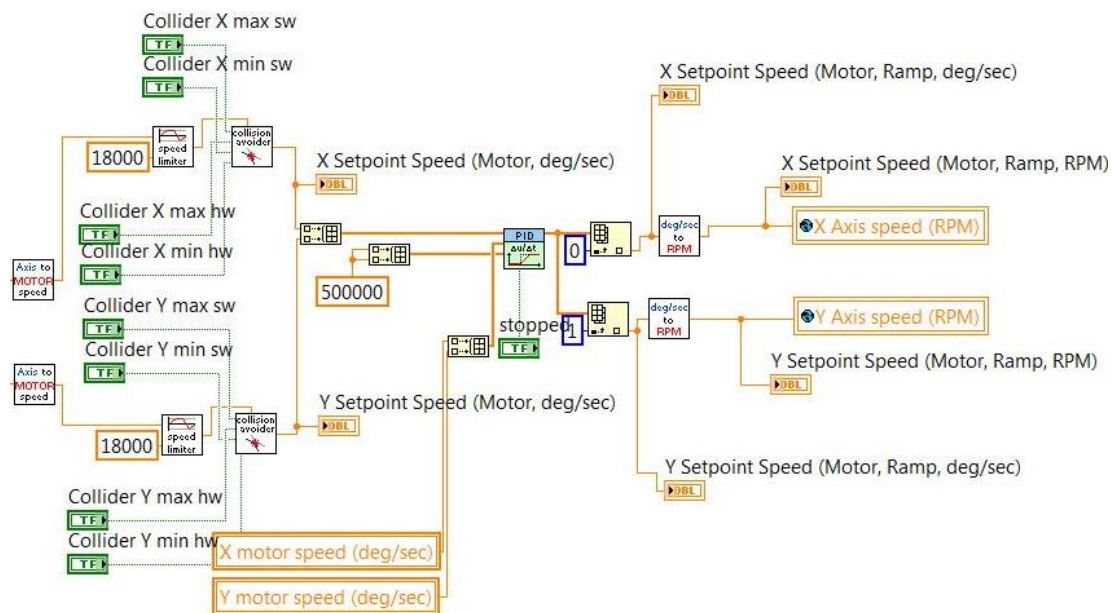 Collider X max sw
TF
Collider X min sw
TF
X Setpoint Speed (Motor, Ramp, deg/sec)
DBL
18000
speed
limiter
collision
avoider
X Setpoint Speed (Motor, deg/sec)
DBL
X Setpoint Speed (Motor, Ramp, RPM)
DBL
Collider X max hw
TF
Collider X min hw
TF
PID
Δu/Δt
0
deg/sec
to
RPM
X Axis speed (RPM)
Axis to
MOTOR
speed
500000
Collider Y max sw
TF
Collider Y min sw
TF
stopped
TF
1
deg/sec
to
RPM
Y Axis speed (RPM)
Y Setpoint Speed (Motor, Ramp, RPM)
DBL
Axis to
MOTOR
speed
18000
speed
limiter
collision
avoider
Y Setpoint Speed (Motor, deg/sec)
DBL
Y Setpoint Speed (Motor, Ramp, deg/sec)
DBL
Collider Y max hw
TF
Collider Y min hw
TF
X motor speed (deg/sec)
Y motor speed (deg/sec)